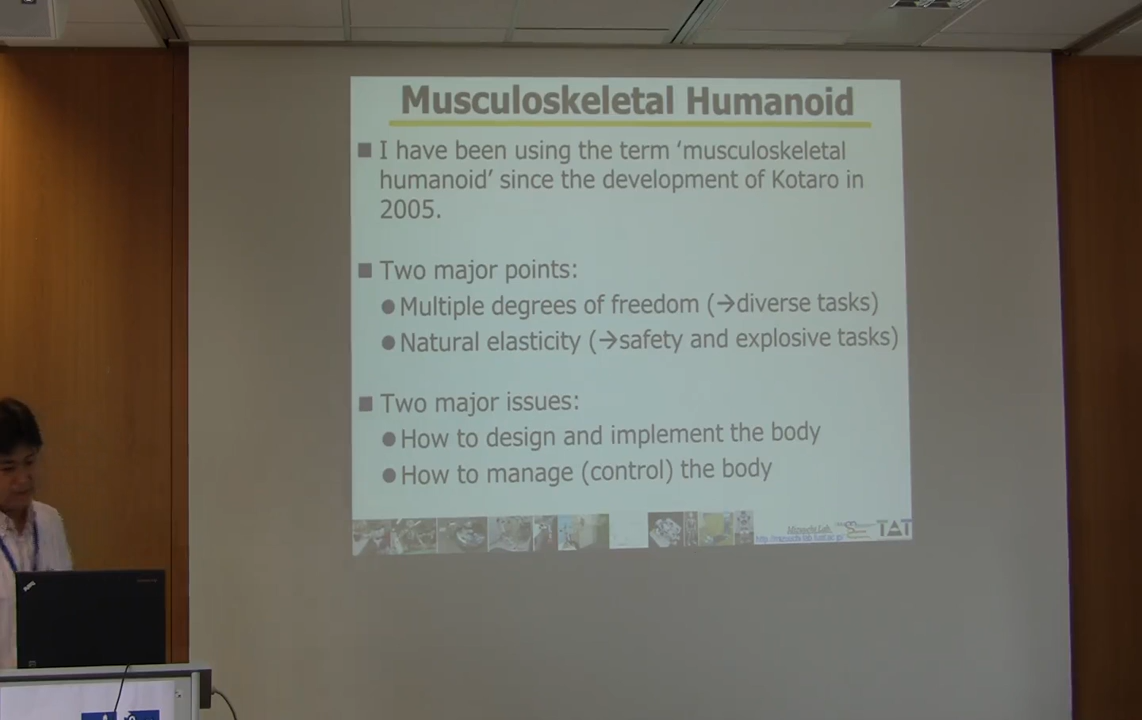 Musculoskeletal Humanoid
■ I have been using the term ‘musculoskeletal
humanoid’ since the development of Kotaro in
2005.
■ Two major points:
● Multiple degrees of freedom (→diverse tasks)
● Natural elasticity (→safety and explosive tasks)
■ Two major issues:
● How to design and implement the body
● How to manage (control) the body
Mizuuchi Lab.
TAT